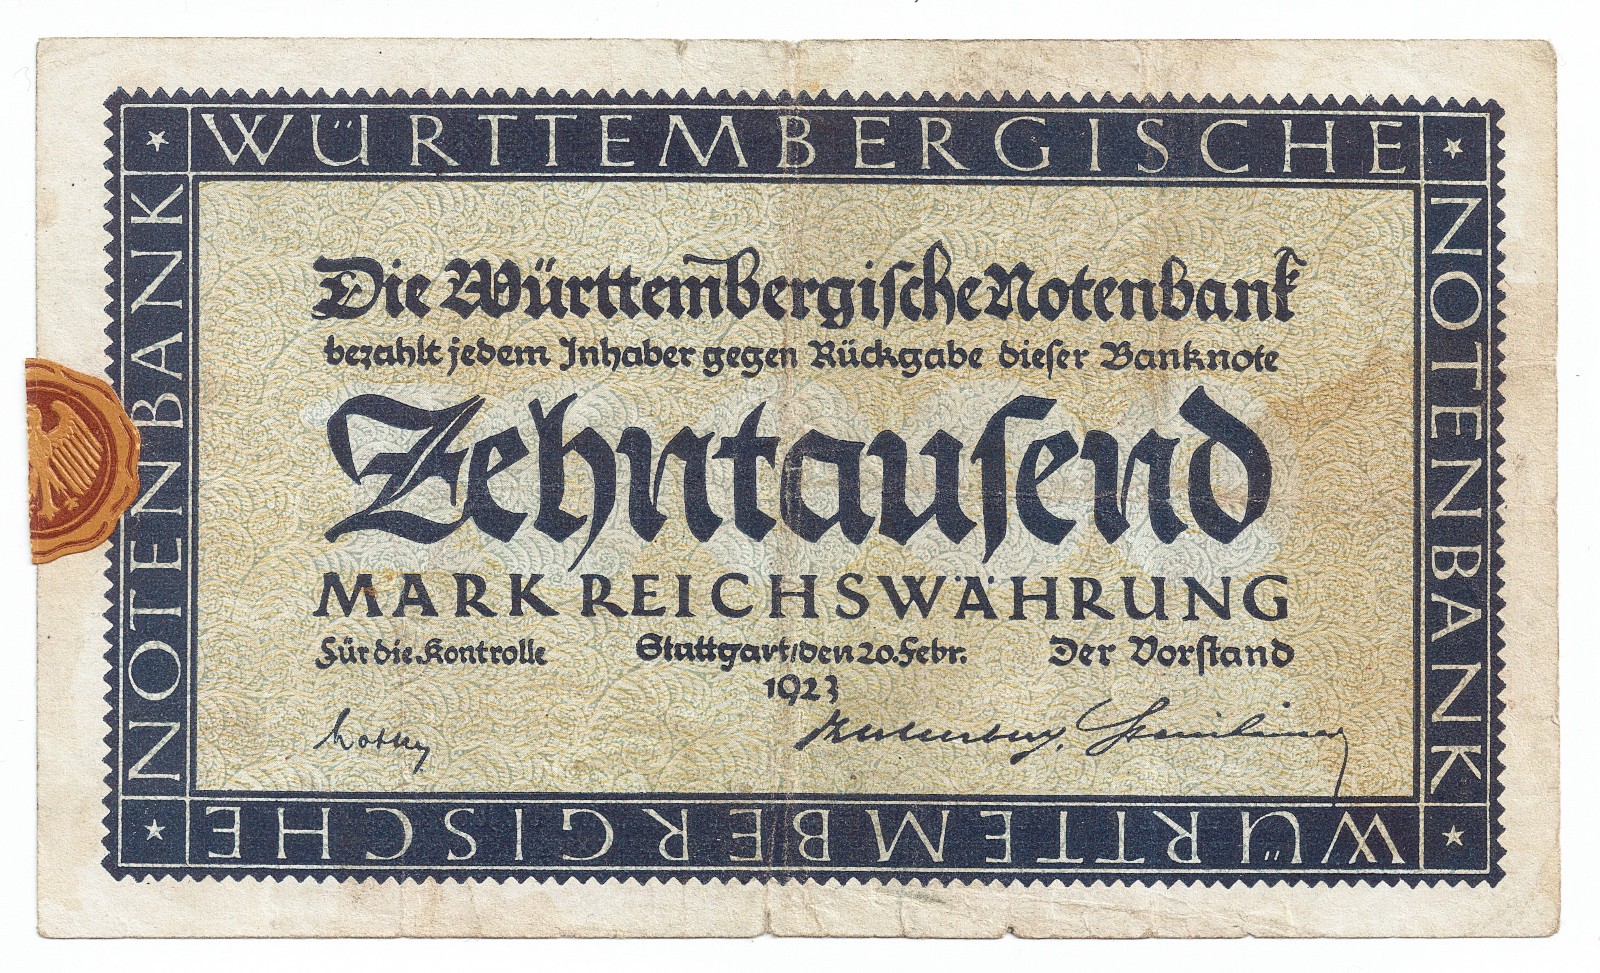 WÜRTTEMBERGISCHE
NOTENBANK
NOTENBANK
Die Württembergische Notenbank
bezahlt jedem Inhaber gegen Rückgabe dieser Banknote
Zehntausend
MARK REICHSWÄHRUNG
Für die Kontrolle Stuttgart, den 20. Febr. Der Vorstand
1923
WÜRTTEMBERGISCHE